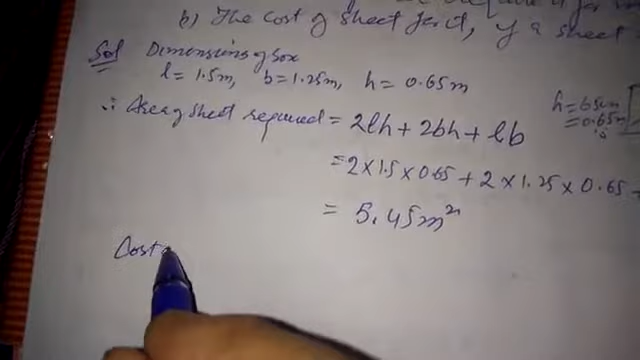 b) The cost of sheet for it, if a sheet
Sol Dimensions of box
l = 1.5m, b = 1.25m, h = 0.65m
h = 65cm
= 0.65m
∴ Area of sheet required = 2lh + 2bh + lb
= 2 × 1.5 × 0.65 + 2 × 1.25 × 0.65 +
= 5.45m²
Cost